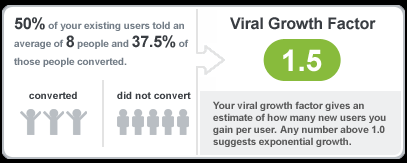 50% of your existing users told an
average of 8 people and 37.5% of
those people converted.
converted
did not convert
Viral Growth Factor
1.5
Your viral growth factor gives an
estimate of how many new users you
gain per user. Any number above 1.0
suggests exponential growth.